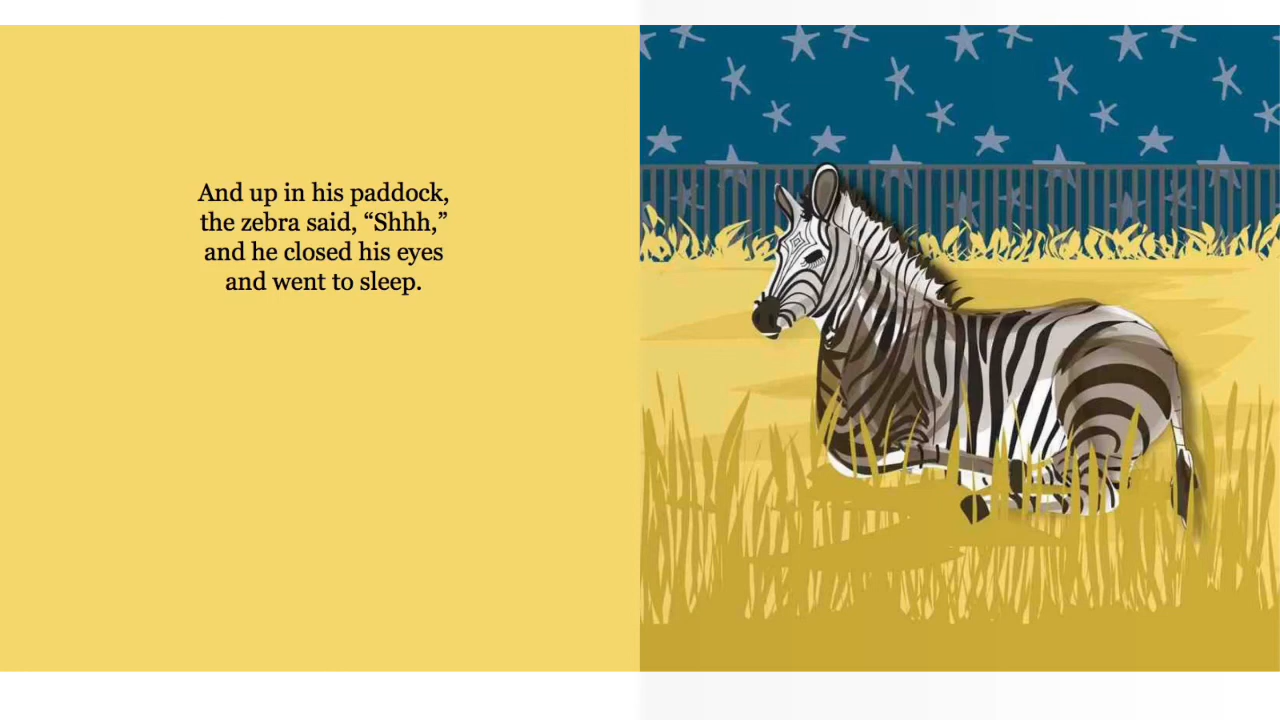 And up in his paddock,
the zebra said, “Shhh,”
and he closed his eyes
and went to sleep.